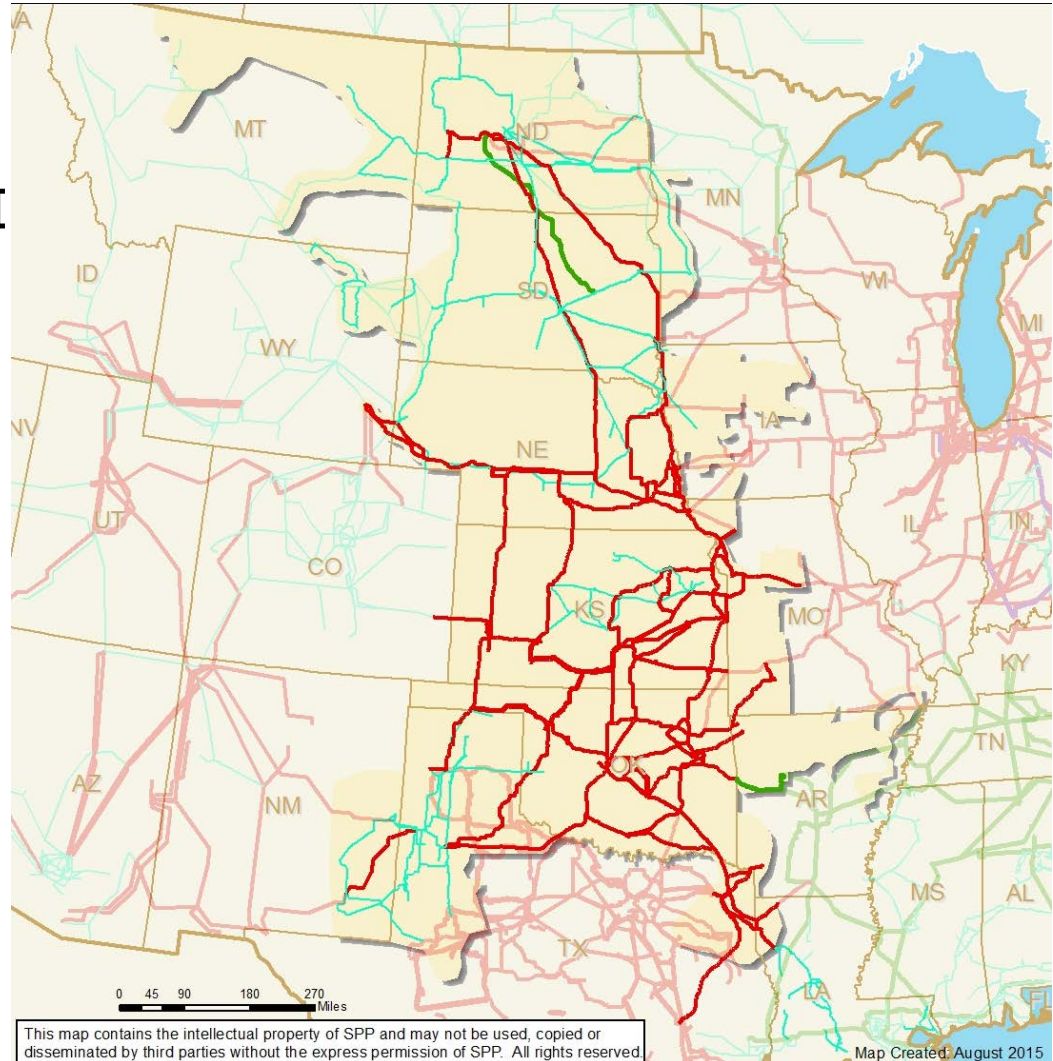 VA
MT
ND
MN
ID
SD
WI
WY
MI
NV
IA
NE
UT
IL
IN
CO
KS
MO
KY
TN
AZ
NM
OK
AR
MS
AL
TX
LA
FL
0 45 90 180 270
Miles
This map contains the intellectual property of SPP and may not be used, copied or
disseminated by third parties without the express permission of SPP. All rights reserved.
Map Created: August 2015